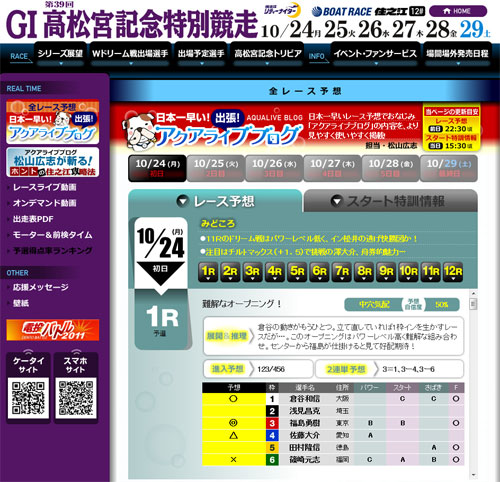 第39回
GI高松宮記念特別競走
BOAT RACE 住之江 12#
HOME
10/24月25火26水27木28金29土
RACE
シリーズ展望
Wドリーム戦出場選手
出場予定選手
高松宮記念トリビア
INFO
イベント・ファンサービス
場間場外発売日程
REAL TIME
全レース予想
日本一早い!
出張!
アクアライブブログ
アクアライブブログ
松山広志が斬る!
ホントの住之江攻略法
レースライブ動画
オンデマンド動画
出走表PDF
モーター&前検タイム
予選得点率ランキング
OTHER
応援メッセージ
壁紙
2011
ケータイサイト
スマホサイト
全レース予想
日本一早い!
出張!
AQUALIVE BLOG
アクアライブブログ
日本一早いレース予想でおなじみ
「アクアライブブログ」の内容を、より
見やすく使いやすく掲載!
担当・松山広志
当ページの更新目安
レース予想
前日 22:30頃
スタート特訓情報
当日 15:30頃
10/24(月) 初日
10/25(火) 2日目
10/26(水) 3日目
10/27(木) 4日目
10/28(金) 5日目
10/29(土) 最終日
レース予想
スタート特訓情報
10/24(月)
初日
みどころ
●11Rのドリーム戦はパワーレベル低く、イン松井の逃げ快勝図か!
●注目はチルトマックス(+1.5)で挑戦の澤大介、舟券的魅力―
1R 2R 3R 4R 5R 6R 7R 8R 9R 10R 11R 12R
1R
予選
難解なオープニング!
中穴気配
予想自信度
50%
展開&推理
倉谷の動きがもうひとつ。立て直していれば1枠インを生かすレースだが―。このオープニングはパワーレベル高く難解な組み合わせ。センターから福島が仕掛けると見て好配期待!
進入予想
123/456
2連単予想
3=1、3―4、3―6
予想 枠 選手名 住所 パワー スタート さばき F
○ 1 倉谷和信 大阪 C C ○
2 浅見昌克 埼玉
◎ 3 福島勇樹 東京 B B ○
△ 4 佐藤大介 愛知 A
5 田村隆信 徳島 A ○
× 6 篠崎元志 福岡 C A B ○